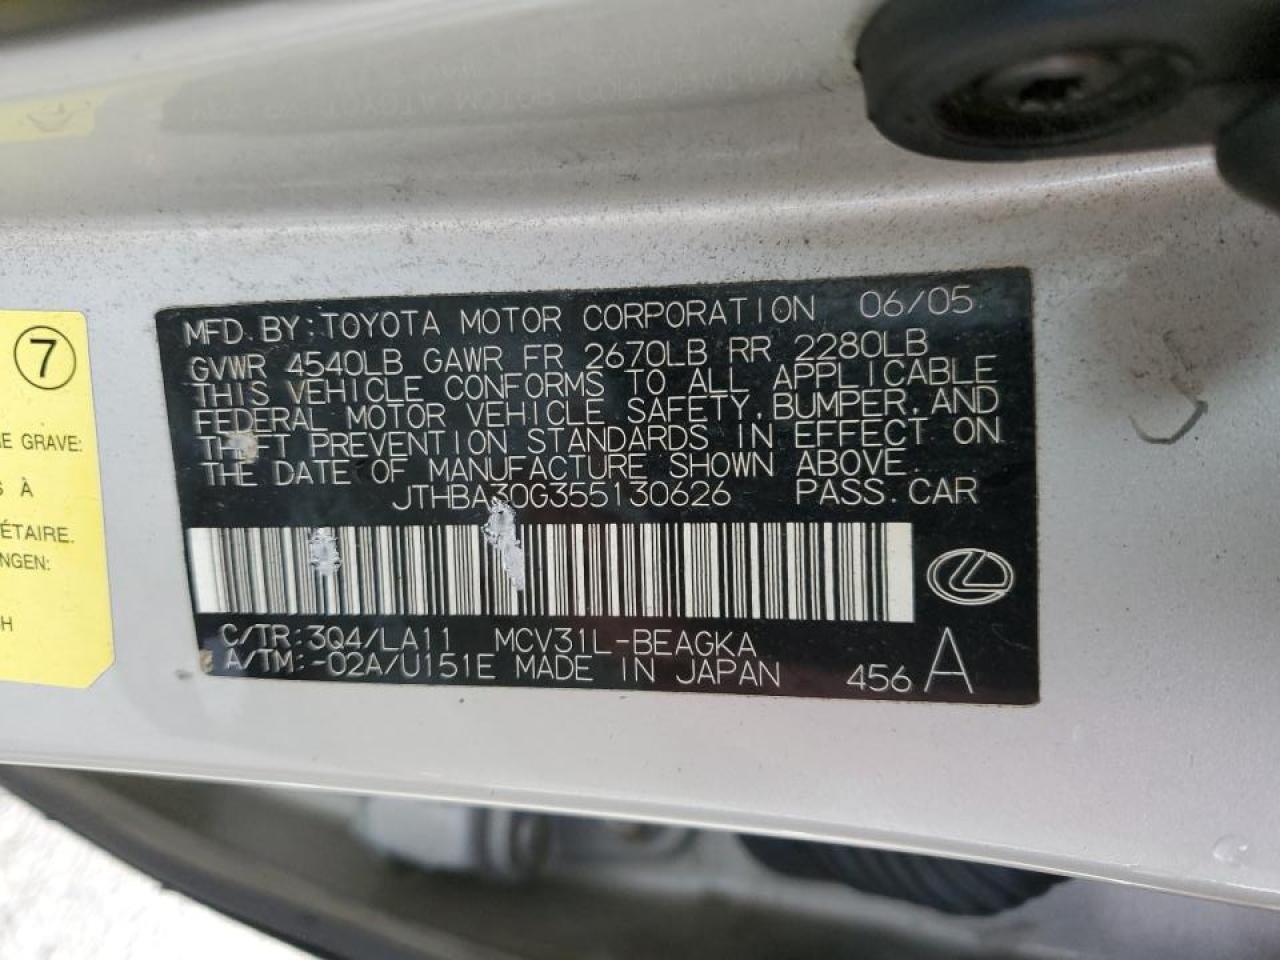 7
E GRAVE:
S À
ÉTAIRE.
NGEN:
H
MFD. BY: TOYOTA MOTOR CORPORATION 06/05
GVWR 4540LB GAWR FR 2670LB RR 2280LB
THIS VEHICLE CONFORMS TO ALL APPLICABLE
FEDERAL MOTOR VEHICLE SAFETY, BUMPER, AND
THEFT PREVENTION STANDARDS IN EFFECT ON
THE DATE OF MANUFACTURE SHOWN ABOVE.
JTHBA30G355130626 PASS. CAR
C/TR: 3Q4/LA11 MCV31L-BEAGKA
A/TM: -02A/U151E MADE IN JAPAN 456 A